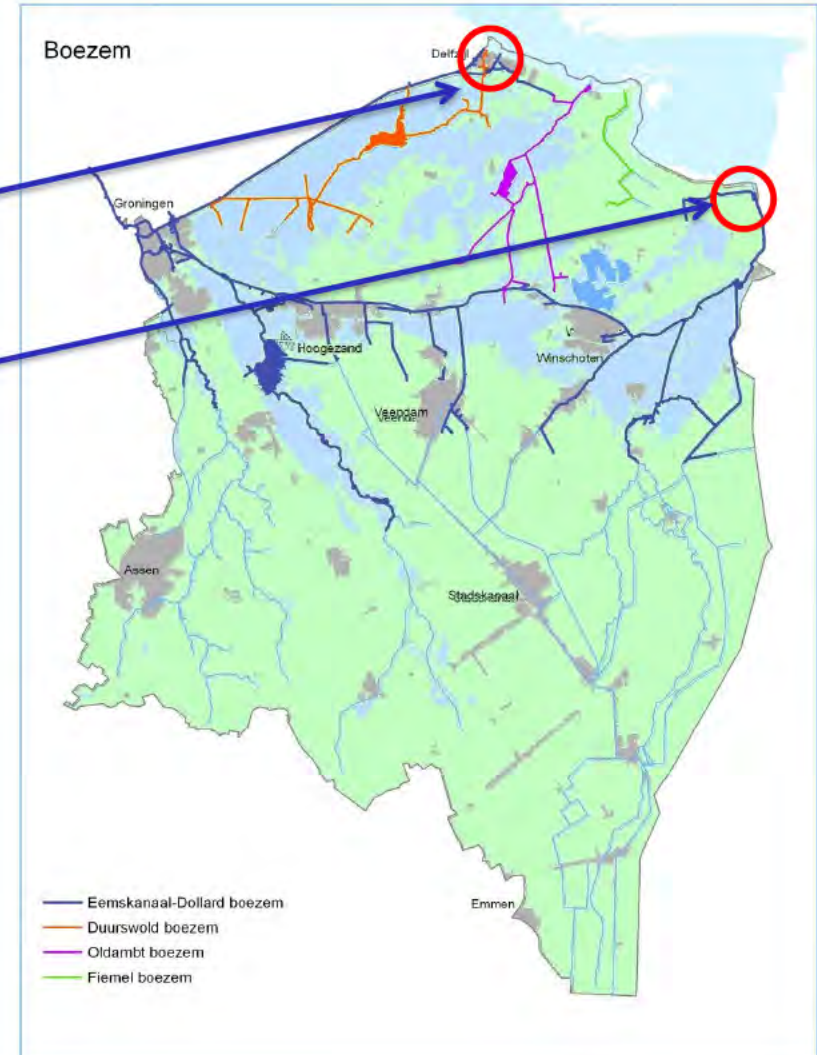 Boezem
Delfzijl
Groningen
Hoogezand
Winschoten
Veendam
Assen
Stadskanaal
Emmen
Eemskanaal-Dollard boezem
Duurswold boezem
Oldambt boezem
Fiemel boezem